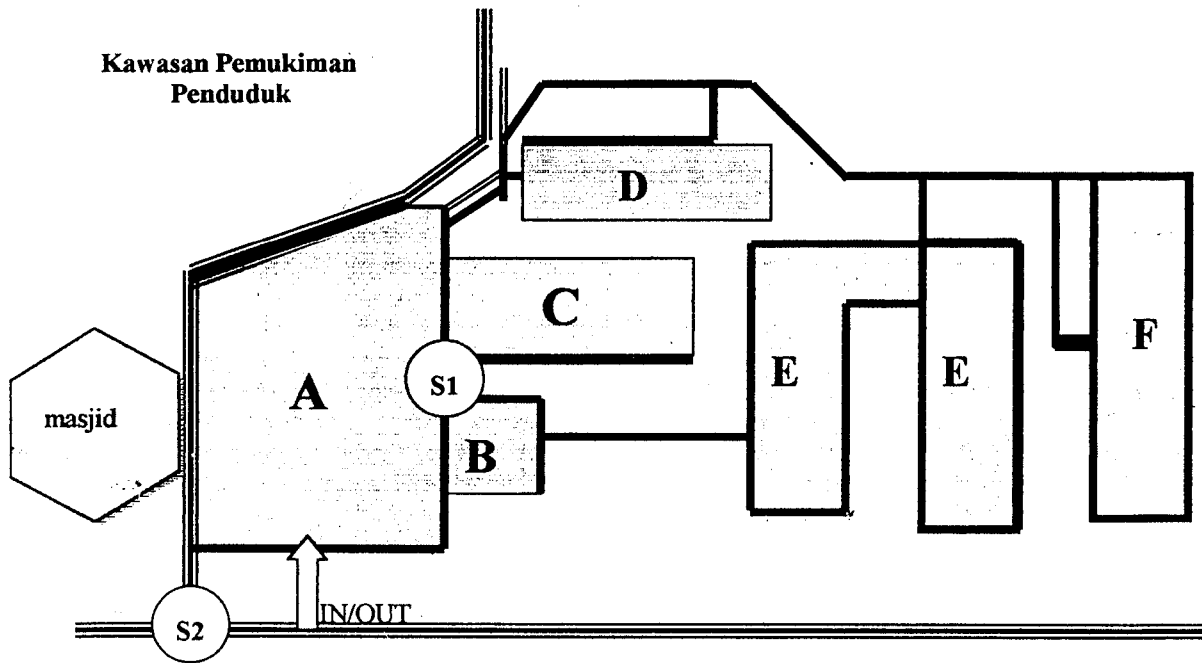 Kawasan Pemukiman
Penduduk
D
C
E
E
F
A
S1
masjid
B
IN/OUT
S2